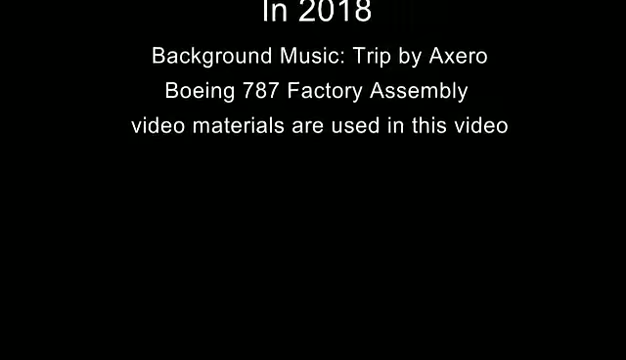 In 2018
Background Music: Trip by Axero
Boeing 787 Factory Assembly
video materials are used in this video